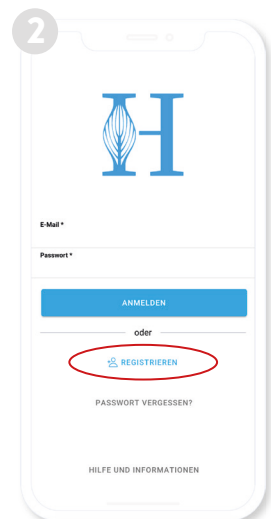 2
H
E-Mail *
Passwort *
ANMELDEN
oder
REGISTRIEREN
PASSWORT VERGESSEN?
HILFE UND INFORMATIONEN